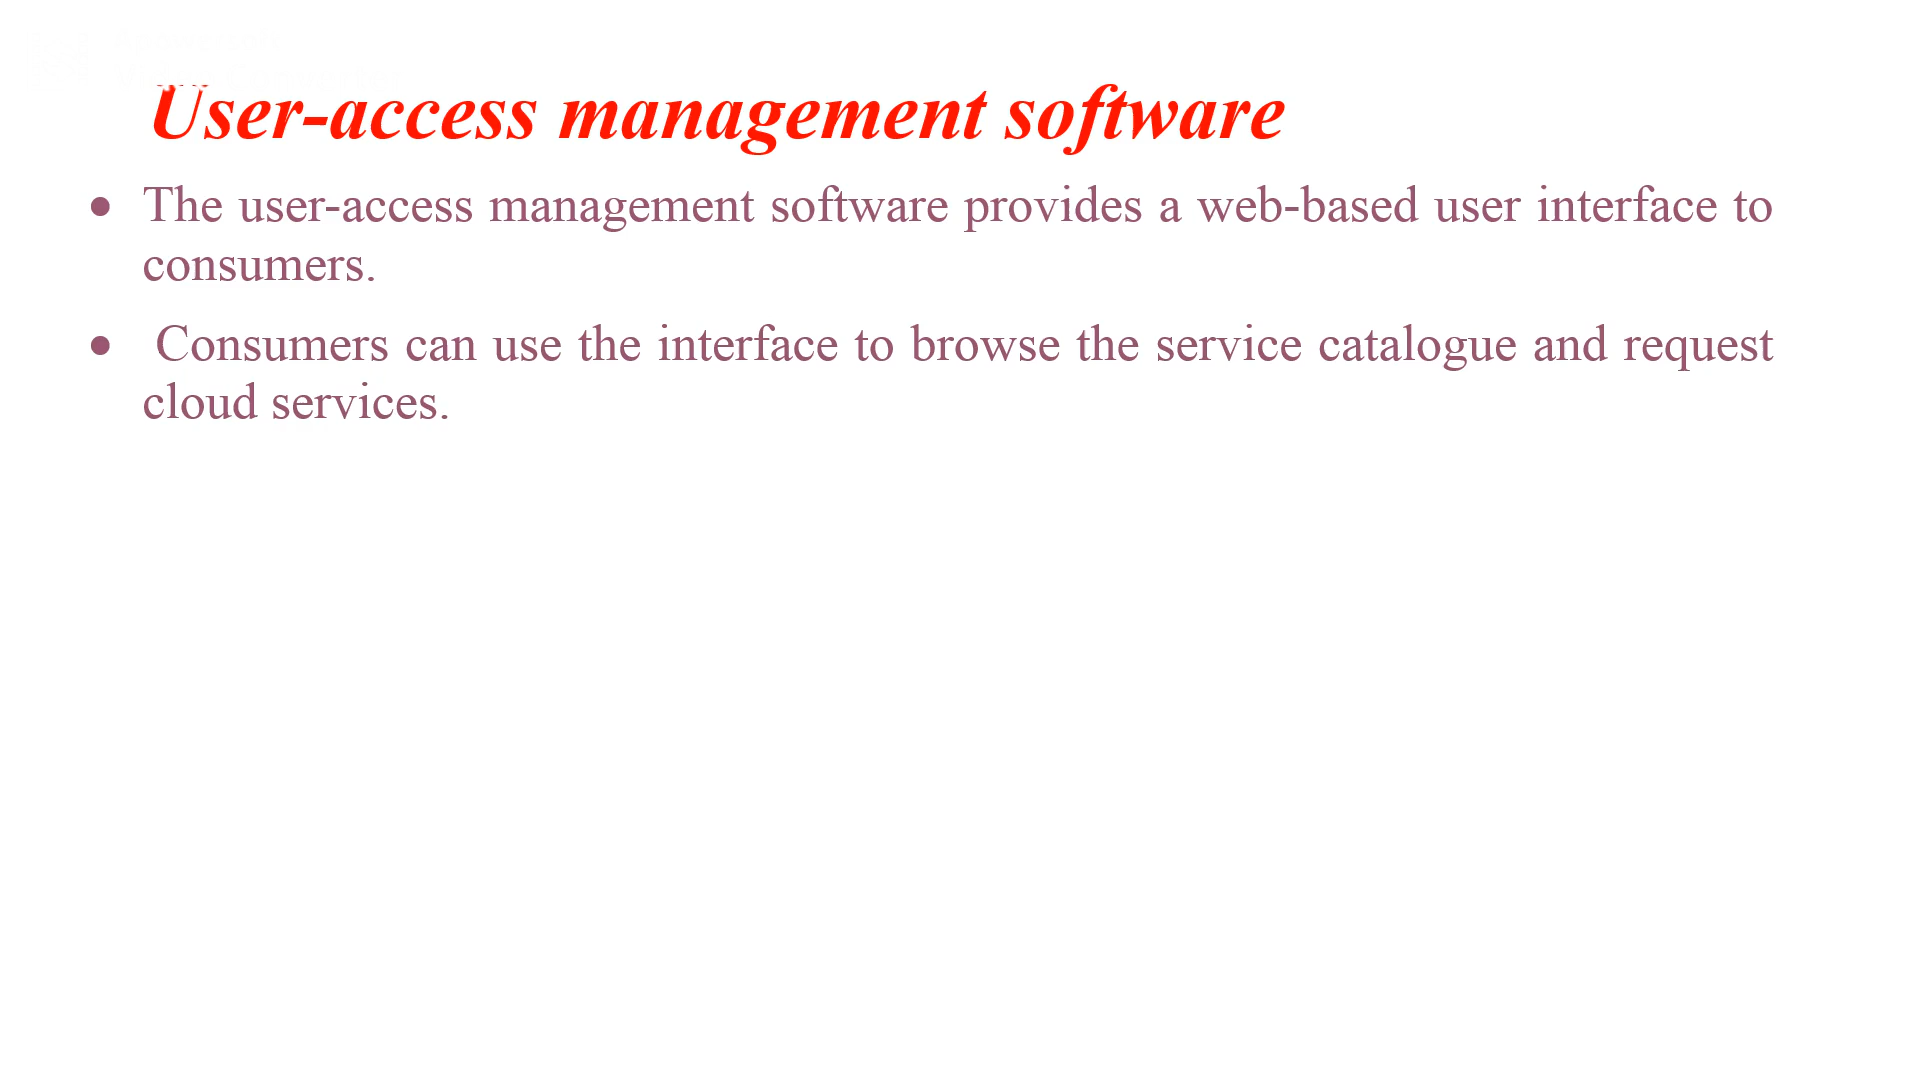 User-access management software
• The user-access management software provides a web-based user interface to
consumers.
• Consumers can use the interface to browse the service catalogue and request
cloud services.